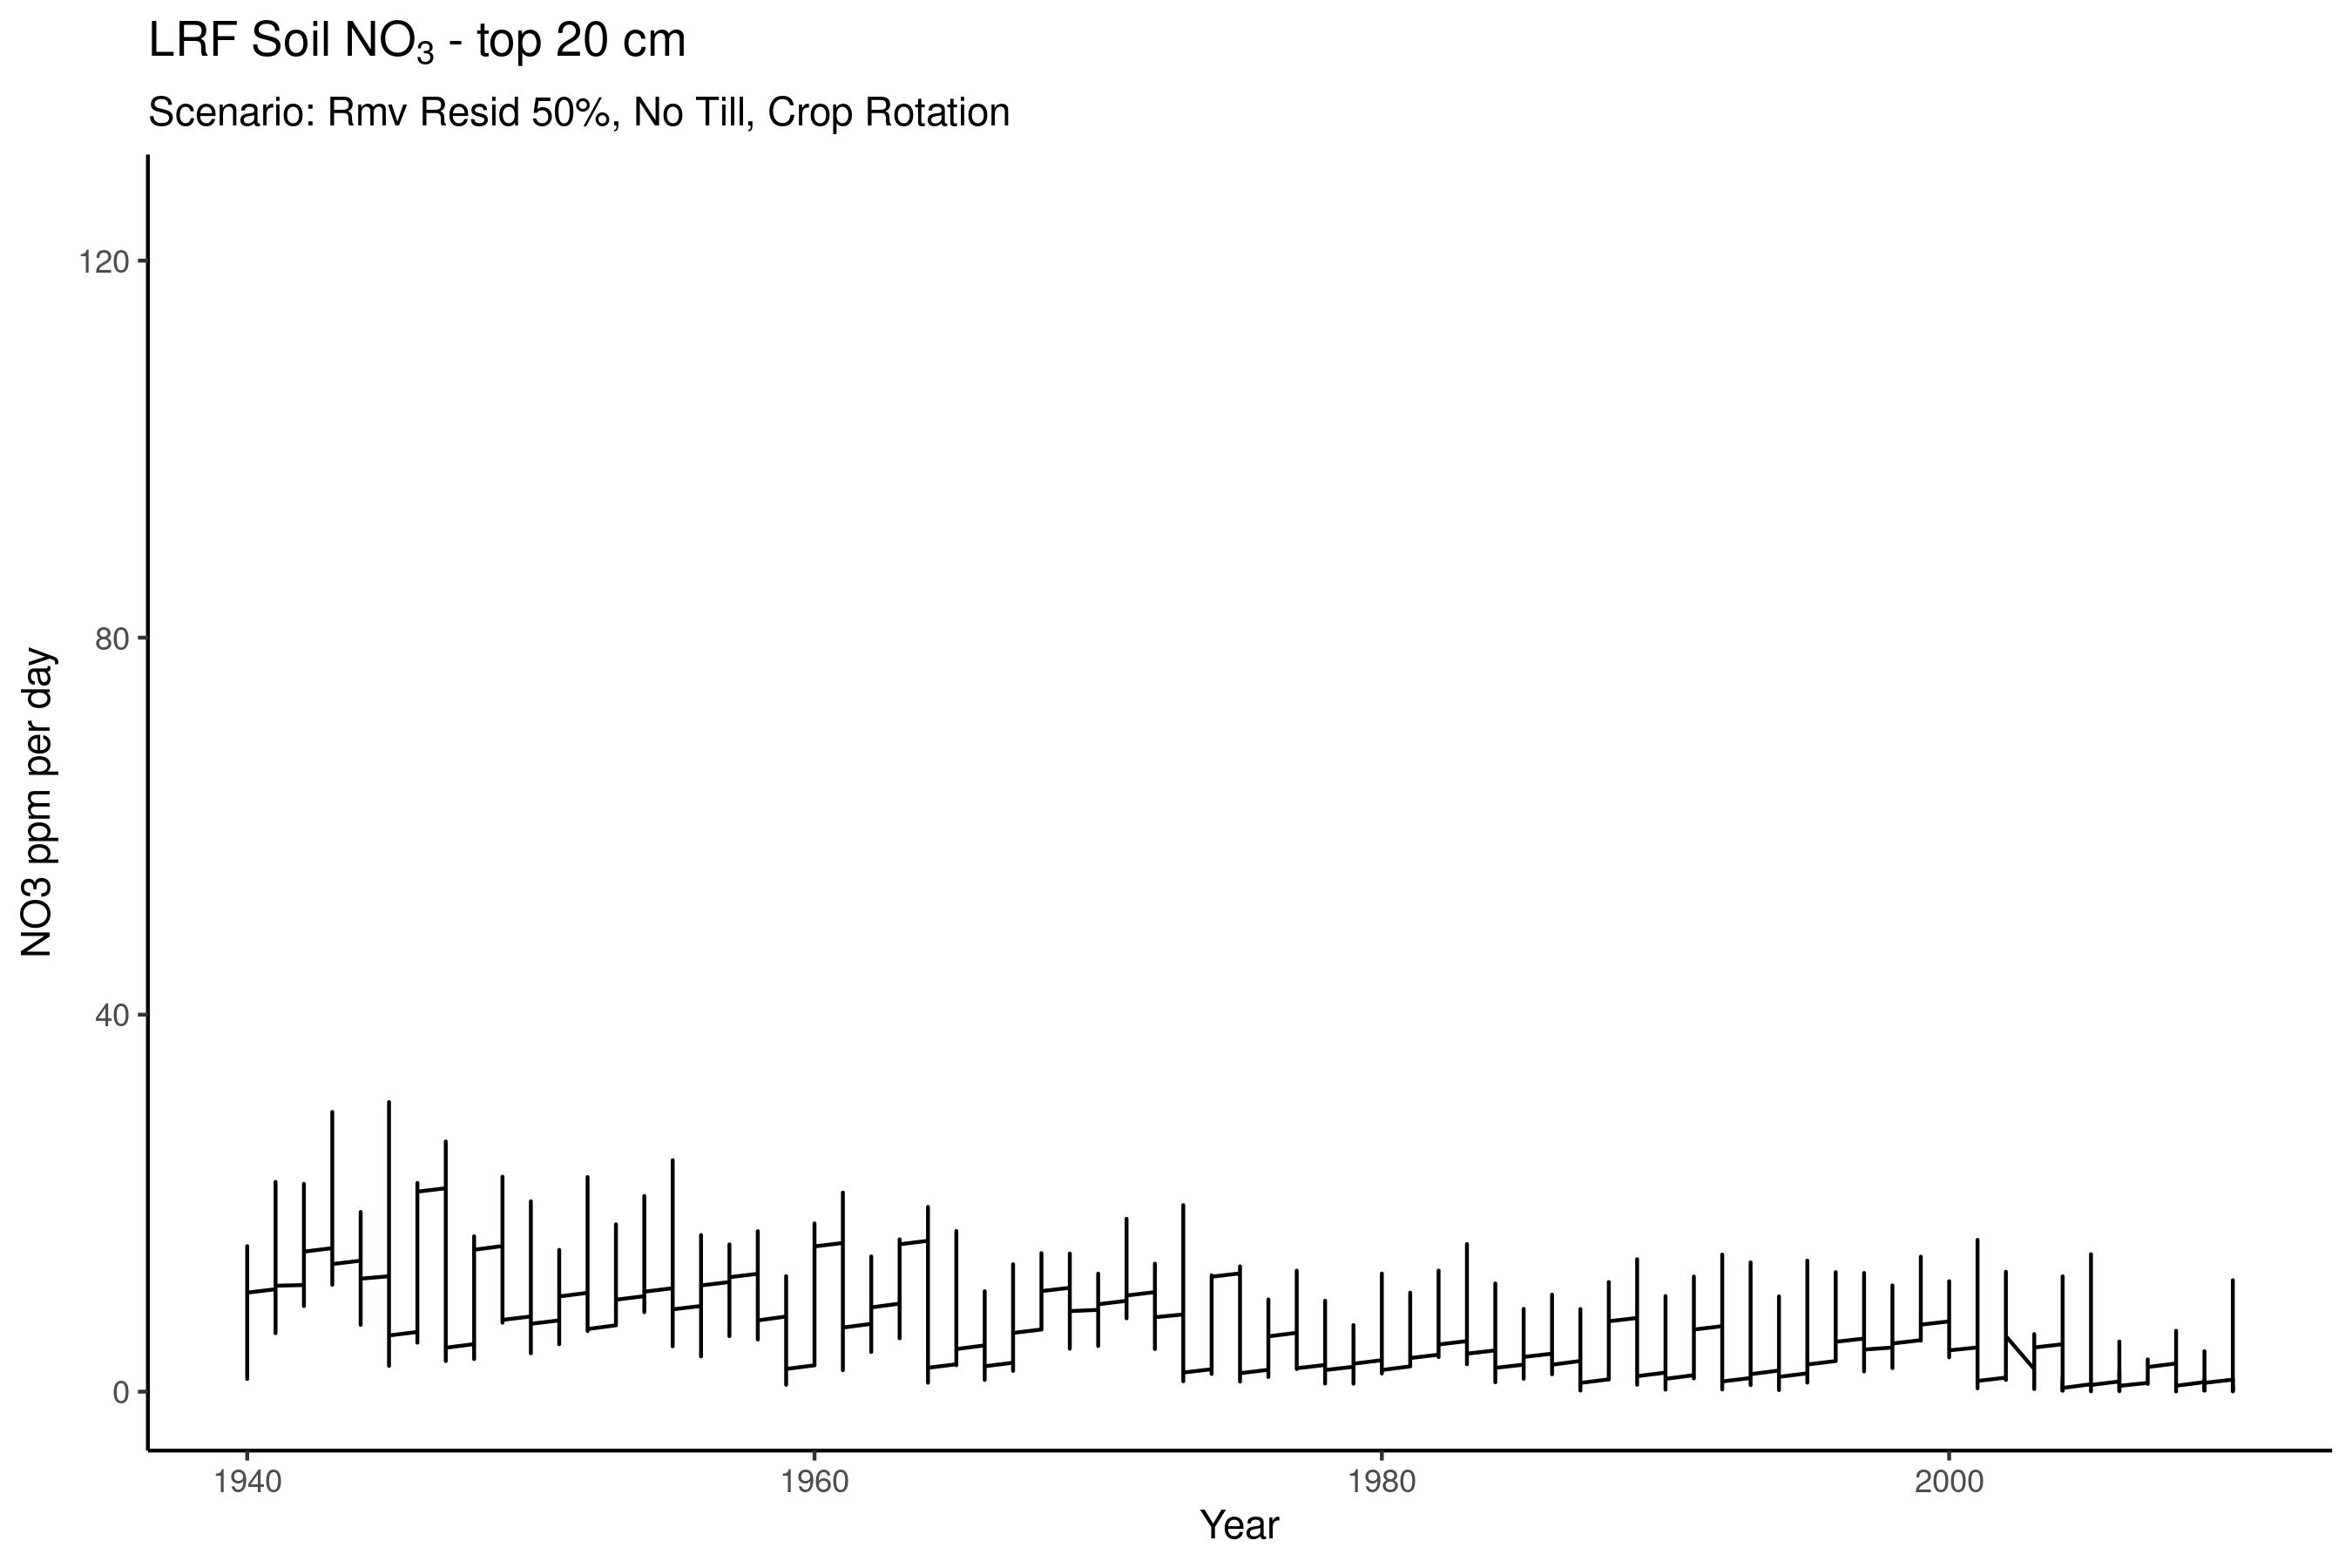 LRF Soil NO₃ - top 20 cm
Scenario: Rmv Resid 50%, No Till, Crop Rotation
NO3 ppm per day
120
80
40
0
1940 1960 1980 2000
Year